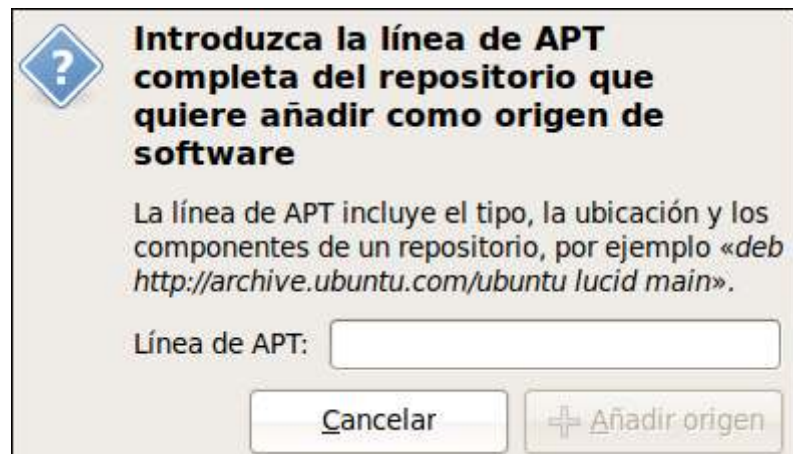 Introduzca la línea de APT
completa del repositorio que
quiere añadir como origen de
software
La línea de APT incluye el tipo, la ubicación y los
componentes de un repositorio, por ejemplo «deb
http://archive.ubuntu.com/ubuntu lucid main».
Línea de APT:
Cancelar
Añadir origen